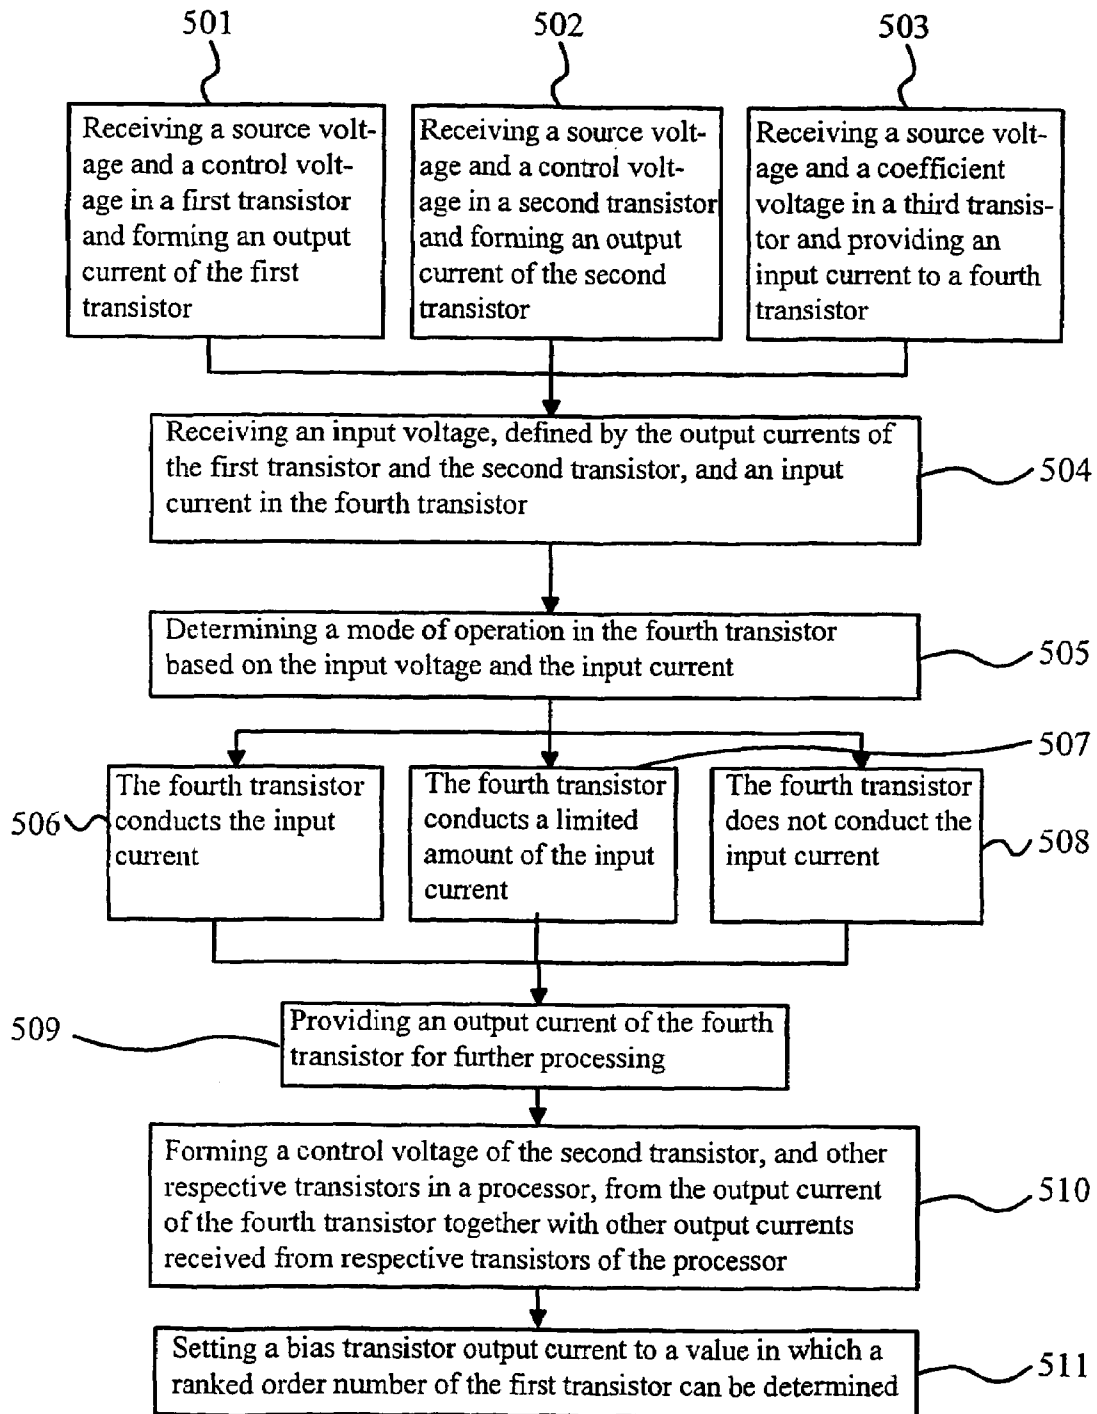 501
502
503
Receiving a source volt-
age and a control volt-
age in a first transistor
and forming an output
current of the first
transistor
Receiving a source volt-
age and a control volt-
age in a second transistor
and forming an output
current of the second
transistor
Receiving a source volt-
age and a coefficient
voltage in a third transis-
tor and providing an
input current to a fourth
transistor
Receiving an input voltage, defined by the output currents of
the first transistor and the second transistor, and an input
current in the fourth transistor
504
Determining a mode of operation in the fourth transistor
based on the input voltage and the input current
505
507
506
The fourth transistor
conducts the input
current
The fourth transistor
conducts a limited
amount of the input
current
The fourth transistor
does not conduct the
input current
508
509
Providing an output current of the fourth
transistor for further processing
Forming a control voltage of the second transistor, and other
respective transistors in a processor, from the output current
of the fourth transistor together with other output currents
received from respective transistors of the processor
510
Setting a bias transistor output current to a value in which a
ranked order number of the first transistor can be determined
511